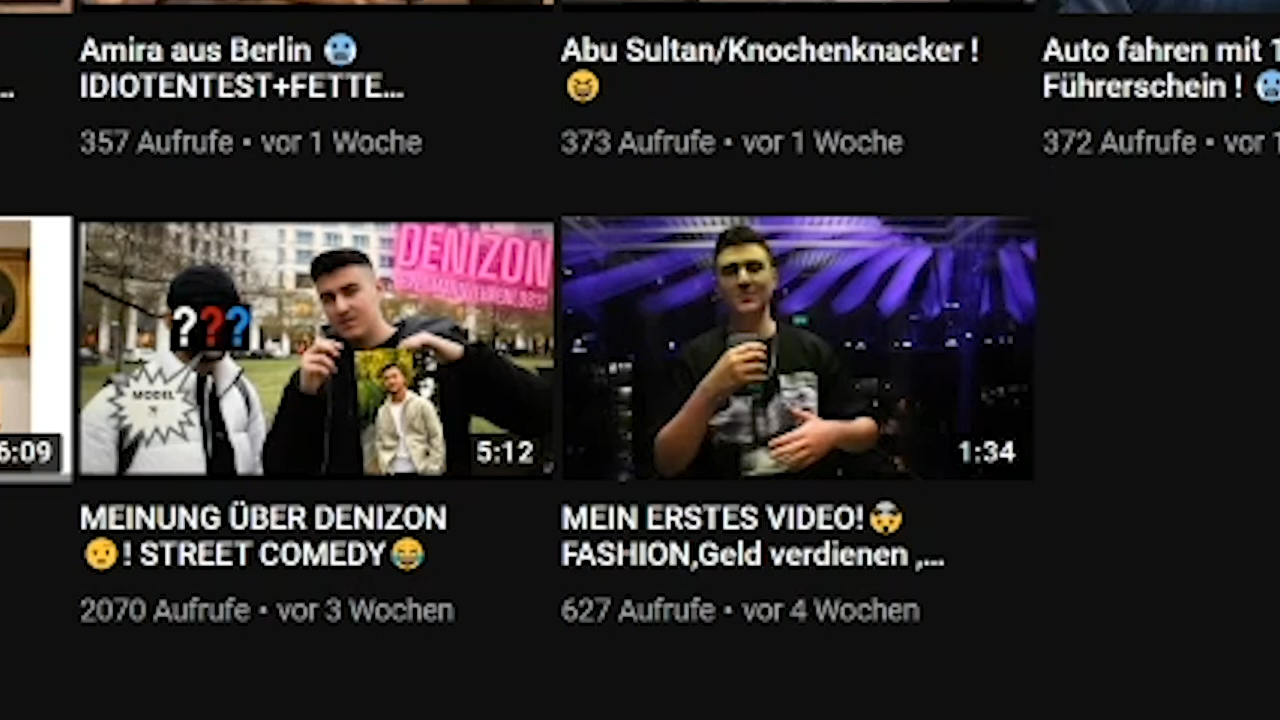 Amira aus Berlin 🥶
IDIOTENTEST+FETTE...
357 Aufrufe • vor 1 Woche
Abu Sultan/Knochenknacker !
😆
373 Aufrufe • vor 1 Woche
Auto fahren mit 1
Führerschein ! 🥶
372 Aufrufe • vor 1
...
6:09
DENIZON
???
MODEL
?
5:12
MEINUNG ÜBER DENIZON
🤨! STREET COMEDY😂
2070 Aufrufe • vor 3 Wochen
1:34
MEIN ERSTES VIDEO!🤯
FASHION,Geld verdienen ,...
627 Aufrufe • vor 4 Wochen